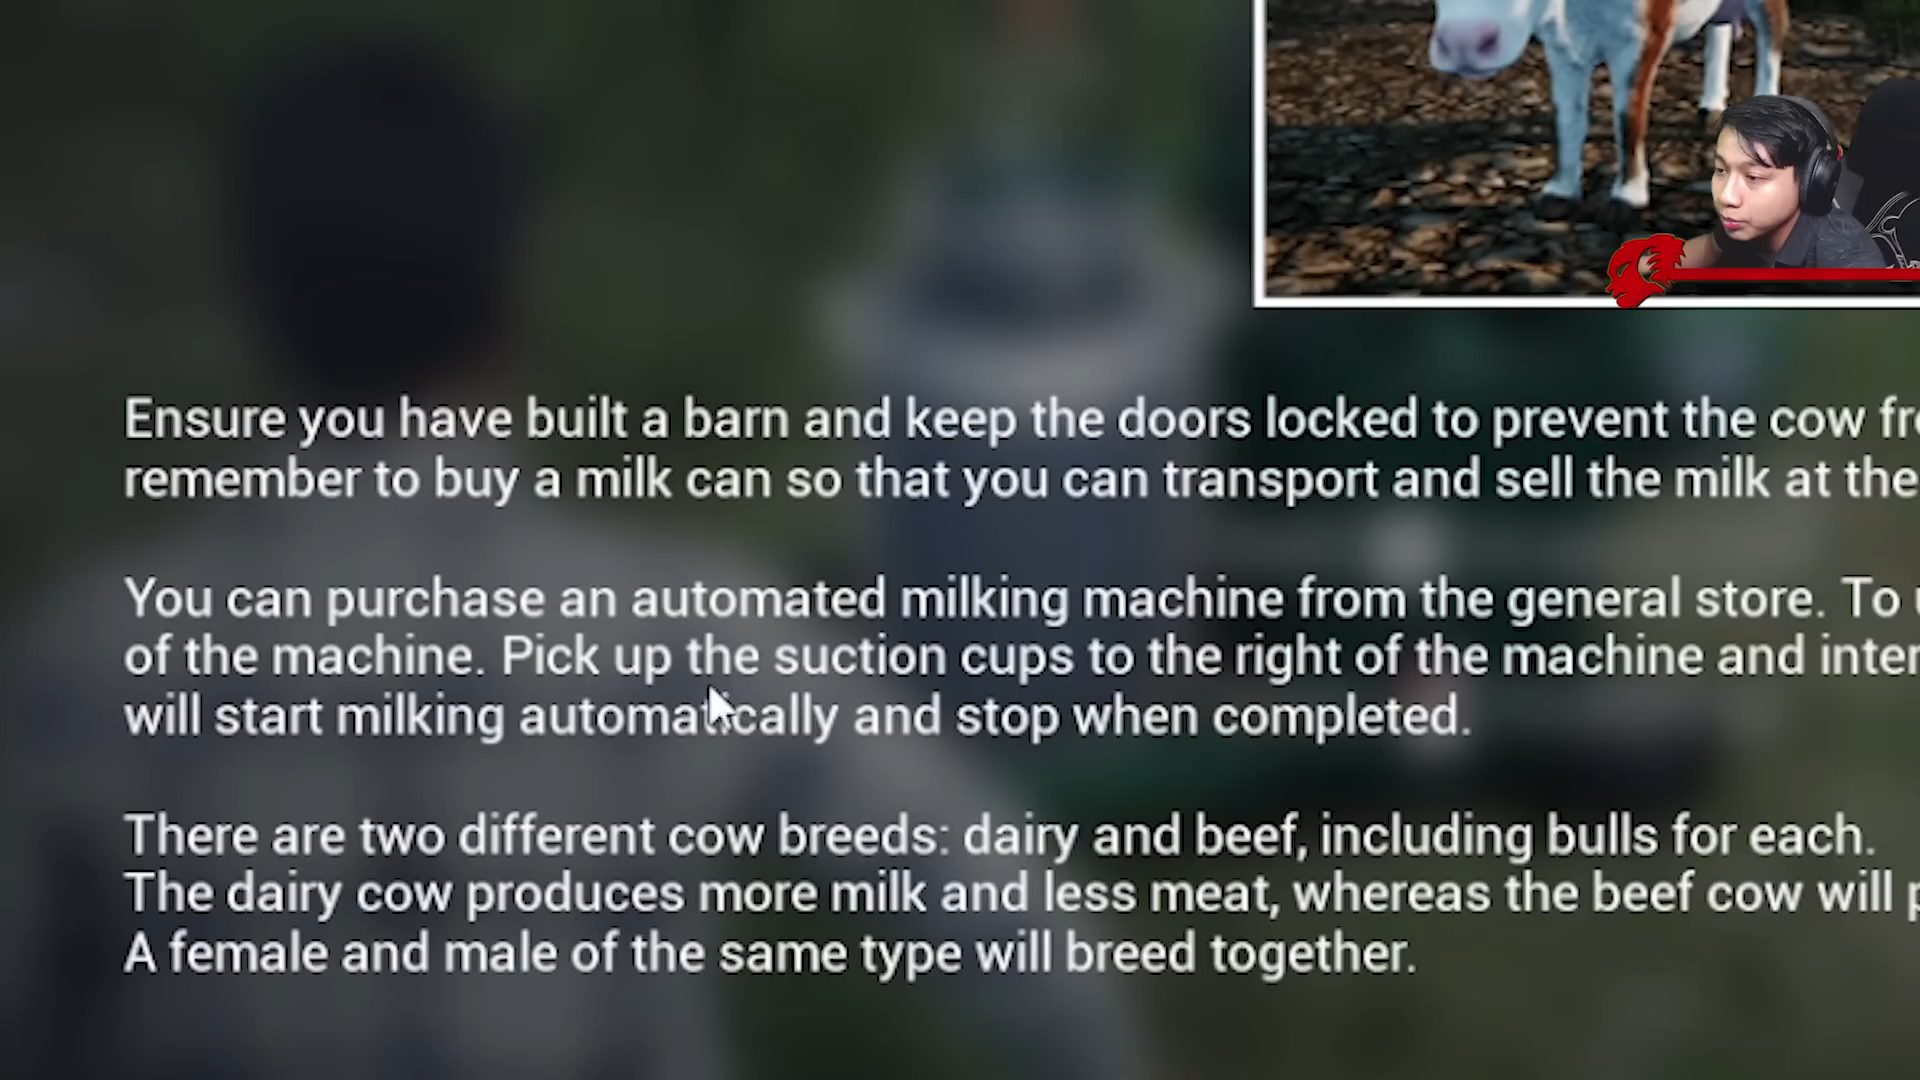 Ensure you have built a barn and keep the doors locked to prevent the cow
remember to buy a milk can so that you can transport and sell the milk at the
You can purchase an automated milking machine from the general store. To
of the machine. Pick up the suction cups to the right of the machine and
will start milking automatically and stop when completed.
There are two different cow breeds: dairy and beef, including bulls for each.
The dairy cow produces more milk and less meat, whereas the beef cow will
A female and male of the same type will breed together.